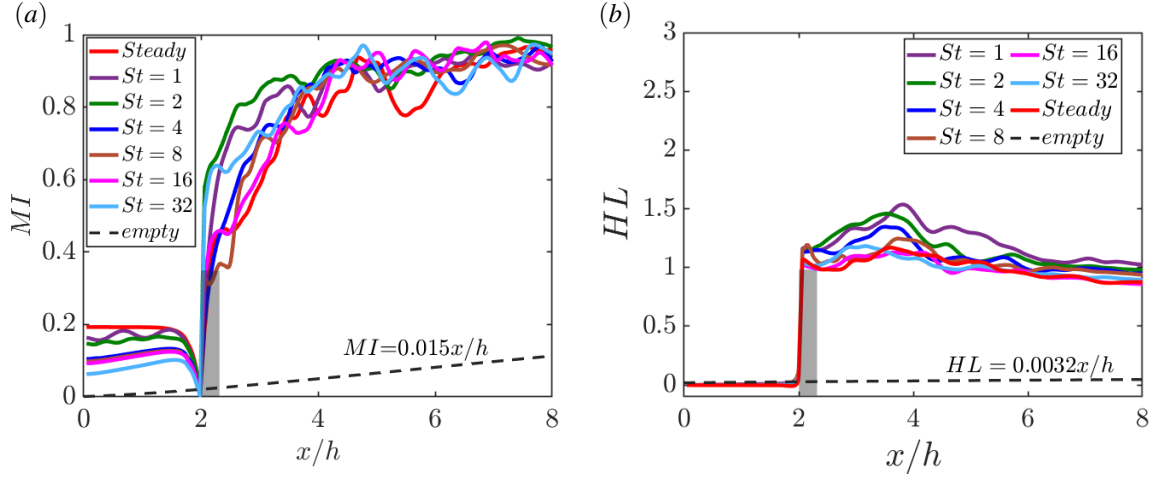 (a)
1
0.8
0.6
0.4
0.2
0
MI
Steady
St = 1
St = 2
St = 4
St = 8
St = 16
St = 32
empty
MI=0.015x/h
0 2 4 6 8
x/h
(b)
3
2.5
2
1.5
1
0.5
0
HL
St = 1 St = 16
St = 2 St = 32
St = 4 Steady
St = 8 empty
HL = 0.0032x/h
0 2 4 6 8
x/h